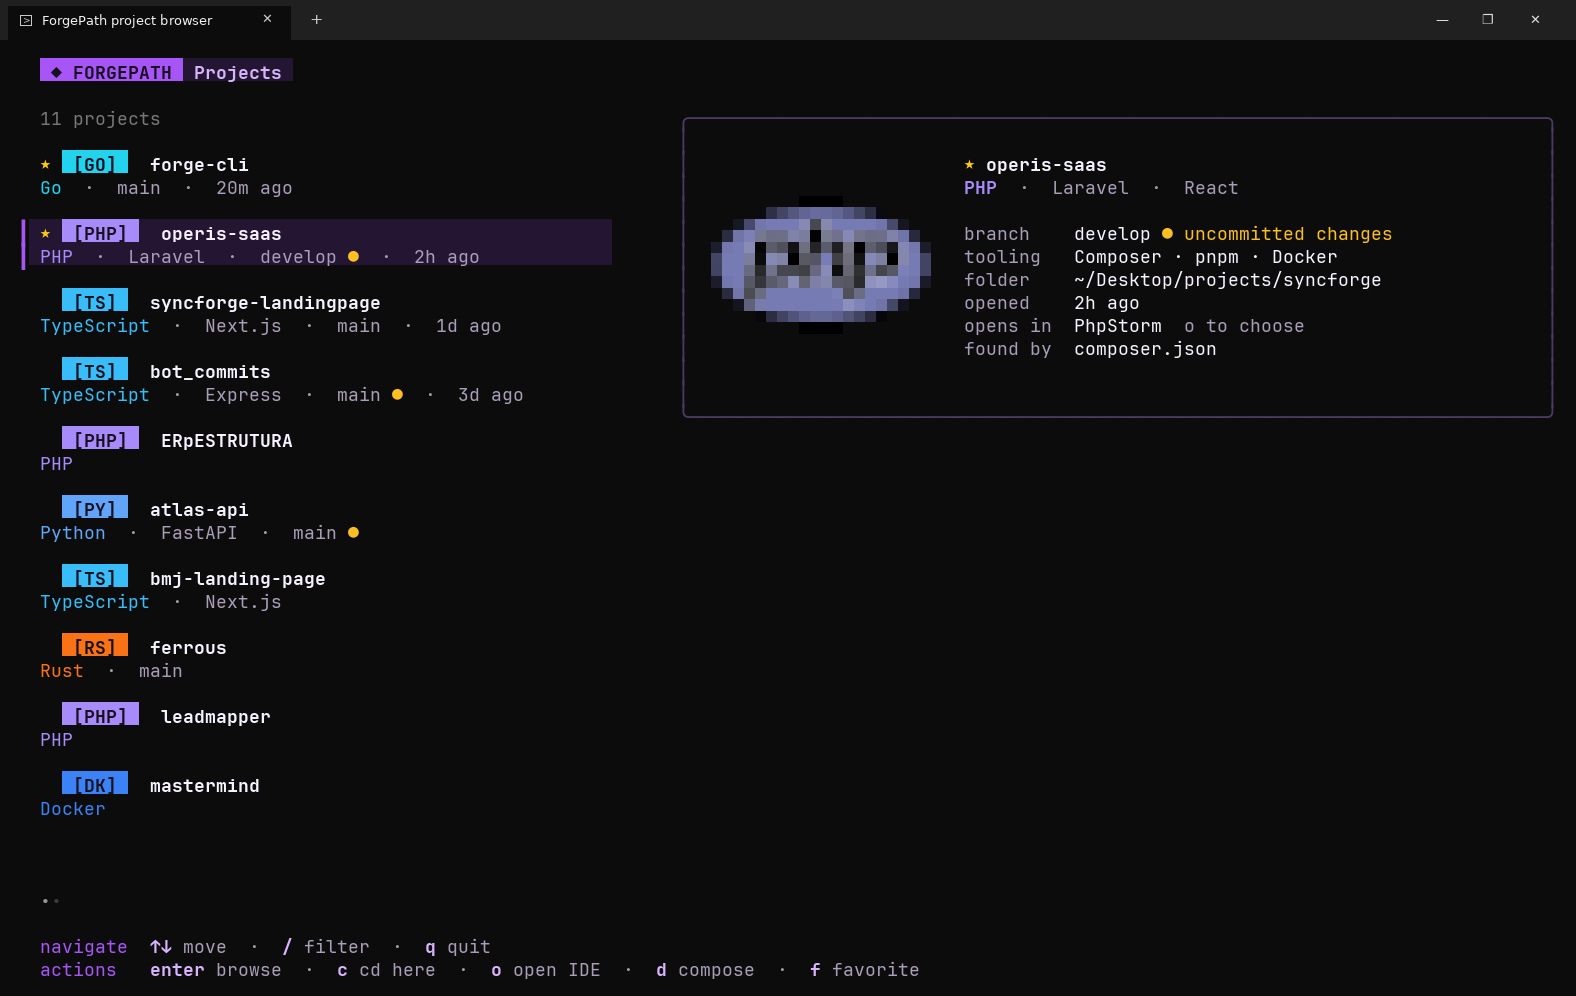 ForgePath project browser
◆ FORGEPATH Projects
11 projects
★ [GO] forge-cli
Go · main · 20m ago
★ [PHP] operis-saas
PHP · Laravel · develop ● · 2h ago
[TS] syncforge-landingpage
TypeScript · Next.js · main · 1d ago
[TS] bot_commits
TypeScript · Express · main ● · 3d ago
[PHP] ERpESTRUTURA
PHP
[PY] atlas-api
Python · FastAPI · main ●
[TS] bmj-landing-page
TypeScript · Next.js
[RS] ferrous
Rust · main
[PHP] leadmapper
PHP
[DK] mastermind
Docker
★ operis-saas
PHP · Laravel · React
branch develop ● uncommitted changes
tooling Composer · pnpm · Docker
folder ~/Desktop/projects/syncforge
opened 2h ago
opens in PhpStorm o to choose
found by composer.json
navigate ↑↓ move · / filter · q quit
actions enter browse · c cd here · o open IDE · d compose · f favorite